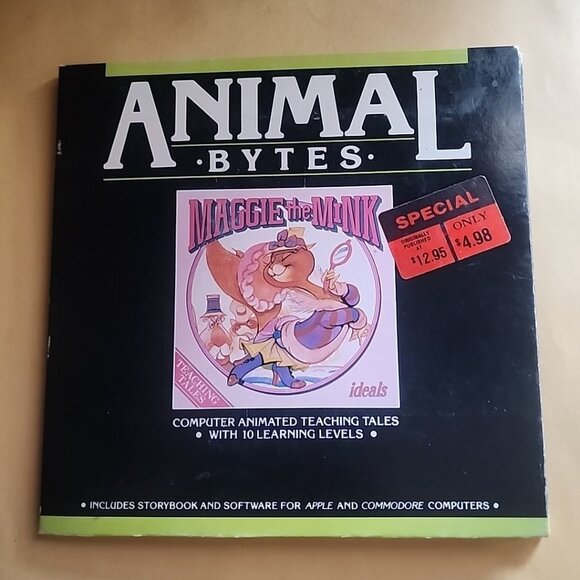 ANIMAL
• BYTES •
MAGGIE the MINK
SPECIAL
ORIGINALLY
PUBLISHED
AT
$12.95
ONLY
$4.98
TEACHING
TALES
ideals
COMPUTER ANIMATED TEACHING TALES
• WITH 10 LEARNING LEVELS •
• INCLUDES STORYBOOK AND SOFTWARE FOR APPLE AND COMMODORE COMPUTERS •